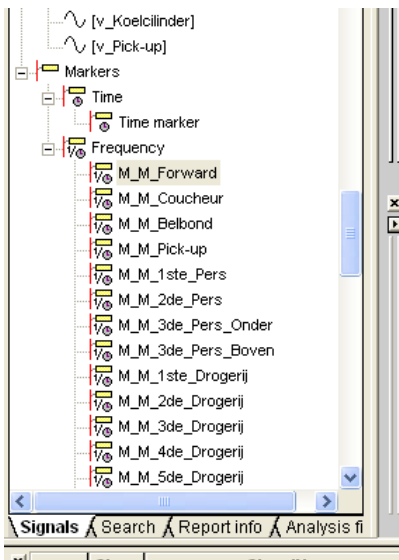 [v_Koelcilinder]
[v_Pick-up]
Markers
Time
Time marker
Frequency
M_M_Forward
M_M_Coucheur
M_M_Belbond
M_M_Pick-up
M_M_1ste_Pers
M_M_2de_Pers
M_M_3de_Pers_Onder
M_M_3de_Pers_Boven
M_M_1ste_Drogerij
M_M_2de_Drogerij
M_M_3de_Drogerij
M_M_4de_Drogerij
M_M_5de_Drogerij
Signals Search Report info Analysis fi